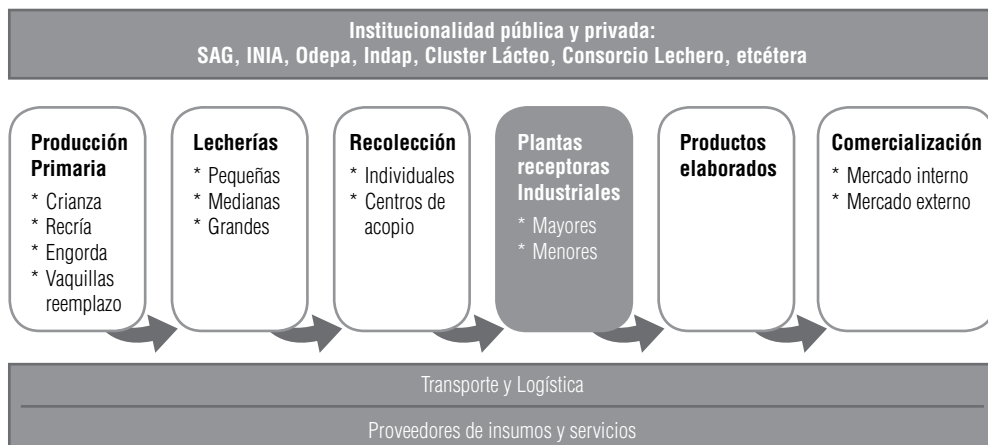 Institucionalidad pública y privada:
SAG, INIA, Odepa, Indap, Cluster Lácteo, Consorcio Lechero, etcétera
Producción
Primaria
* Crianza
* Recría
* Engorda
* Vaquillas
reemplazo
Lecherías
* Pequeñas
* Medianas
* Grandes
Recolección
* Individuales
* Centros de
acopio
Plantas
receptoras
Industriales
* Mayores
* Menores
Productos
elaborados
Comercialización
* Mercado interno
* Mercado externo
Transporte y Logística
Proveedores de insumos y servicios